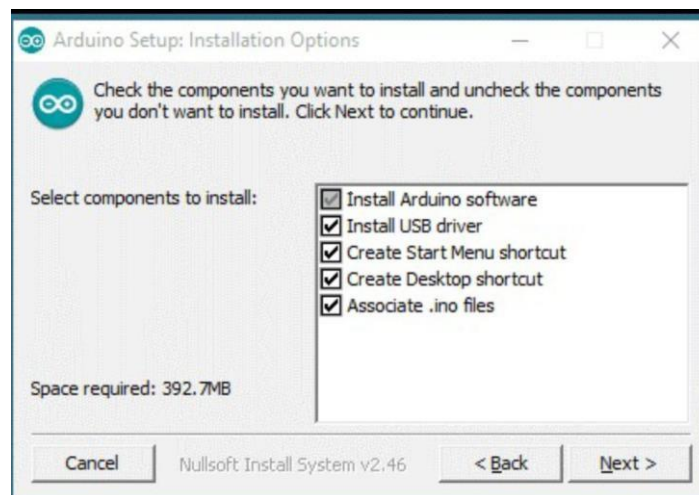 Arduino Setup: Installation Options
Check the components you want to install and uncheck the components
you don't want to install. Click Next to continue.
Select components to install:
Install Arduino software
Install USB driver
Create Start Menu shortcut
Create Desktop shortcut
Associate .ino files
Space required: 392.7MB
Cancel
Nullsoft Install System v2.46
< Back
Next >